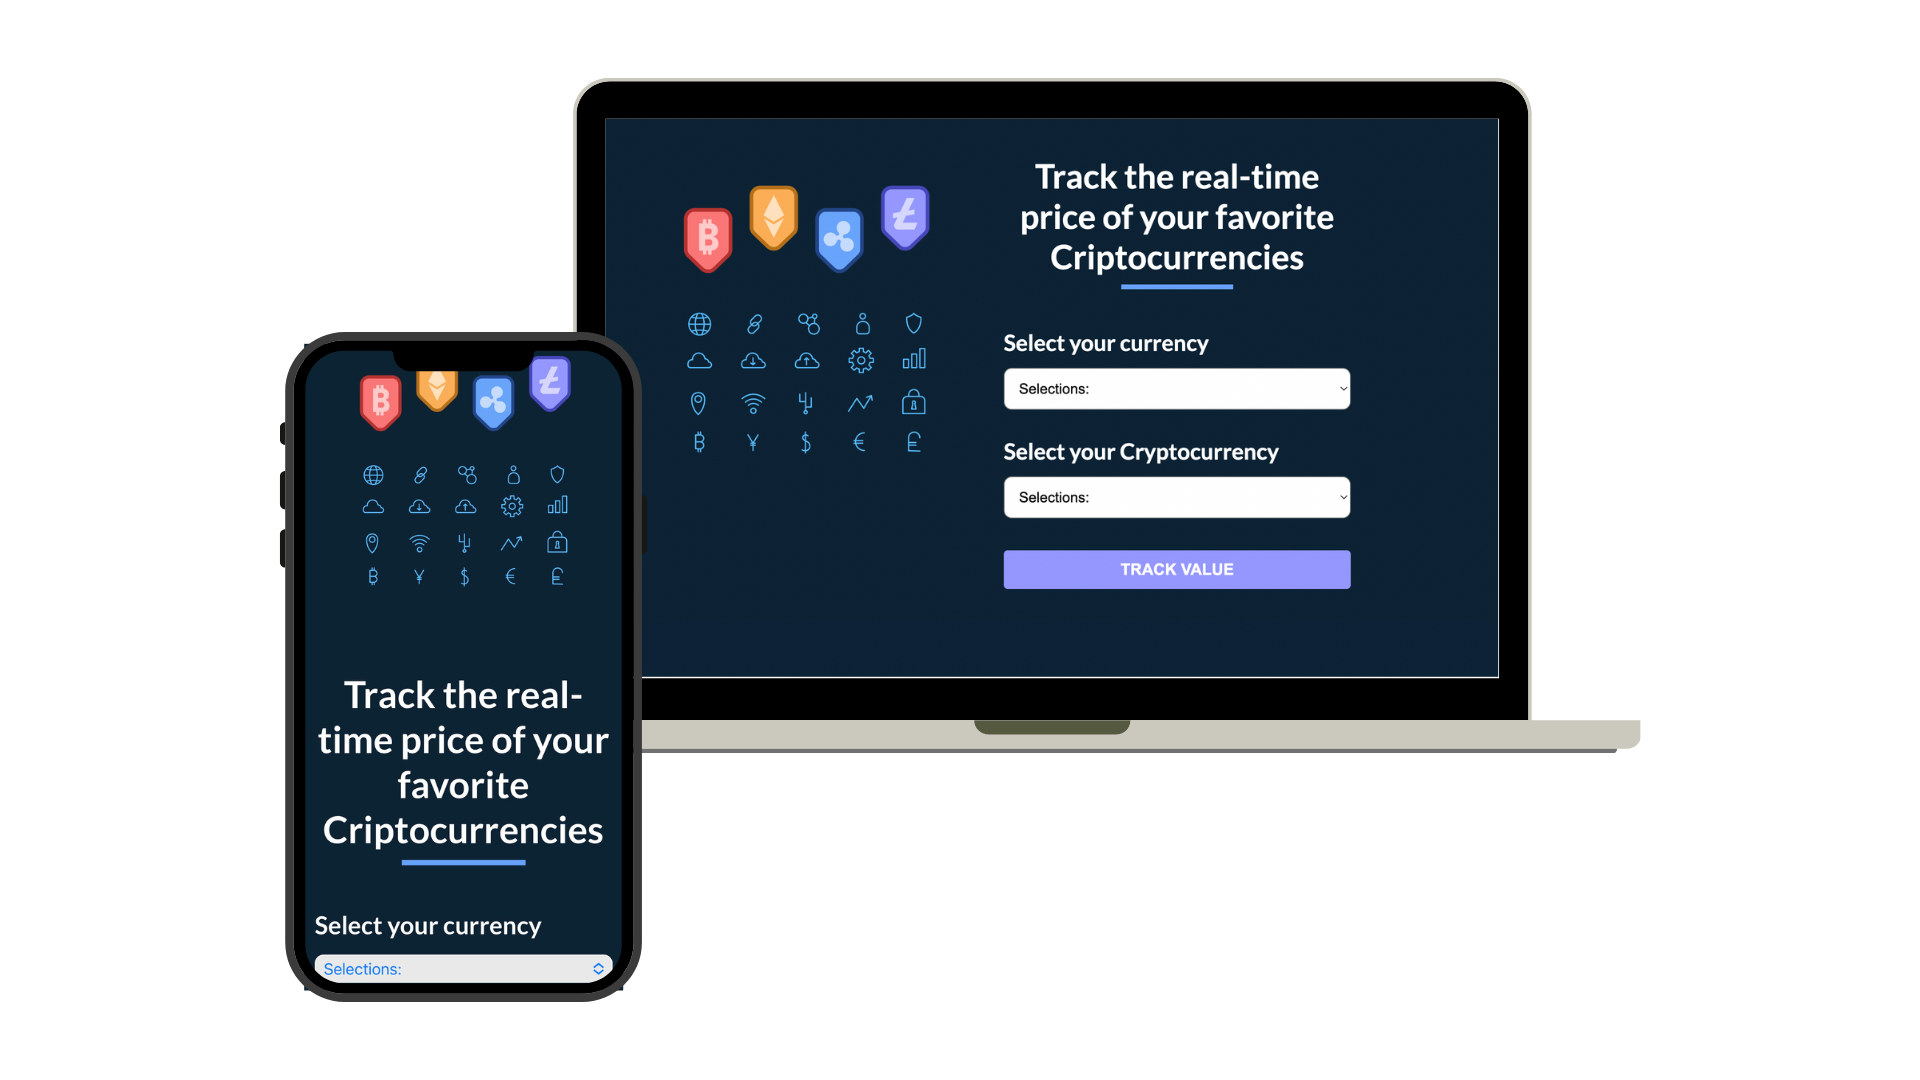 Track the real-time
price of your favorite
Criptocurrencies
Select your currency
Selections:
Select your Cryptocurrency
Selections:
TRACK VALUE
Track the real-
time price of your
favorite
Criptocurrencies
Select your currency
Selections: